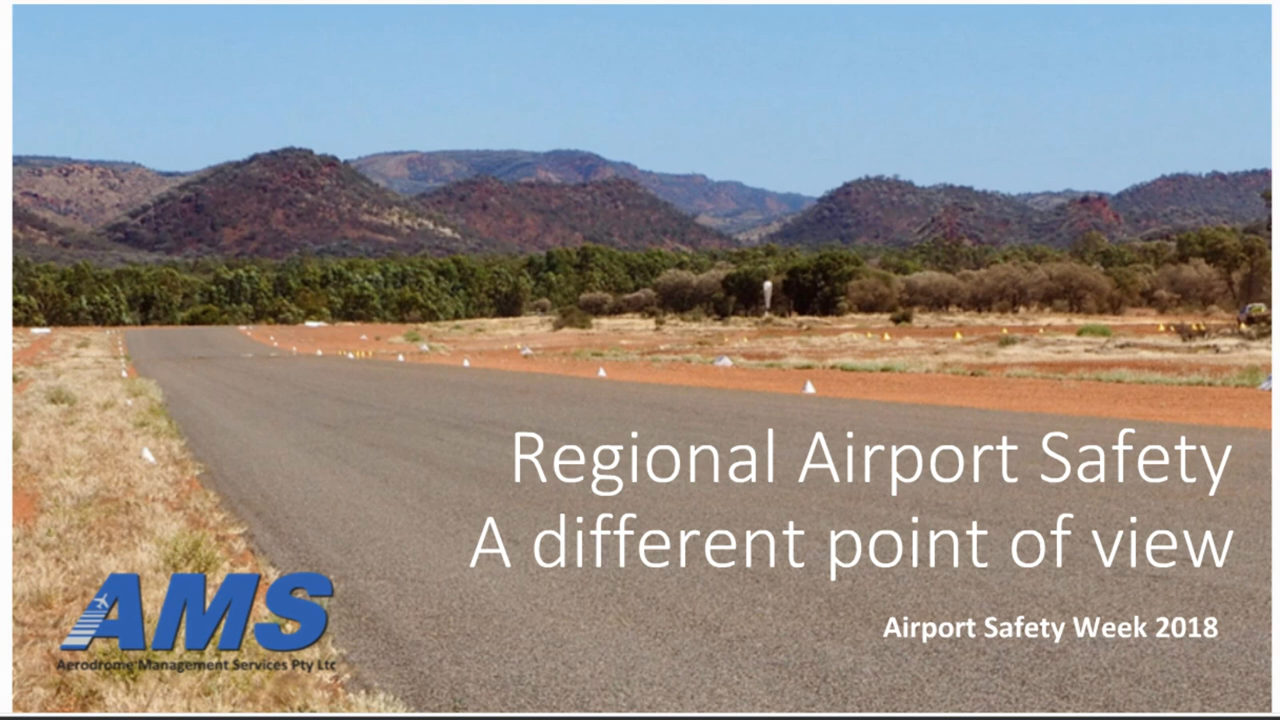 Regional Airport Safety
A different point of view
Airport Safety Week 2018
AMS
Aerodrome Management Services Pty Ltd